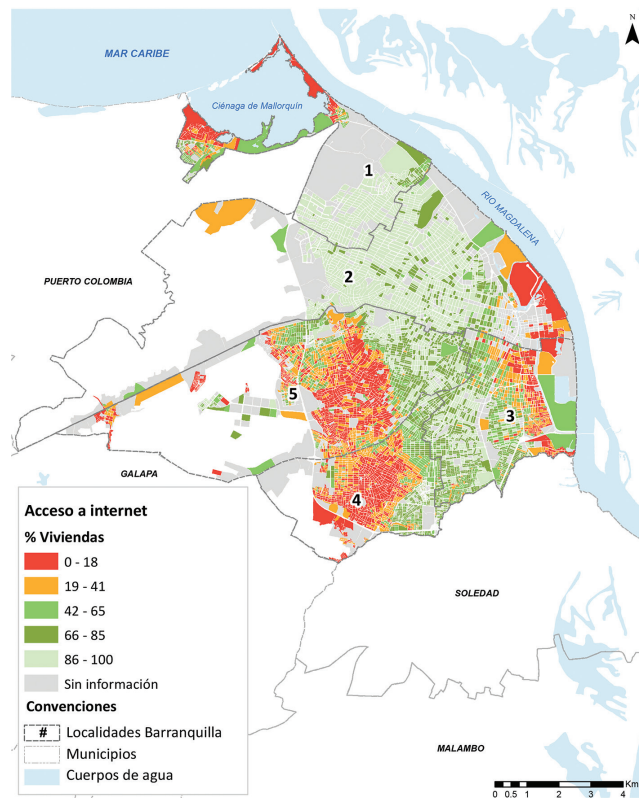 N
MAR CARIBE
Ciénaga de Mallorquín
1
RIO MAGDALENA
2
PUERTO COLOMBIA
5
3
GALAPA
4
Acceso a internet
% Viviendas
0 - 18
19 - 41
42 - 65
66 - 85
86 - 100
Sin información
Convenciones
# Localidades Barranquilla
Municipios
Cuerpos de agua
SOLEDAD
MALAMBO
Km
0 0.5 1 2 3 4